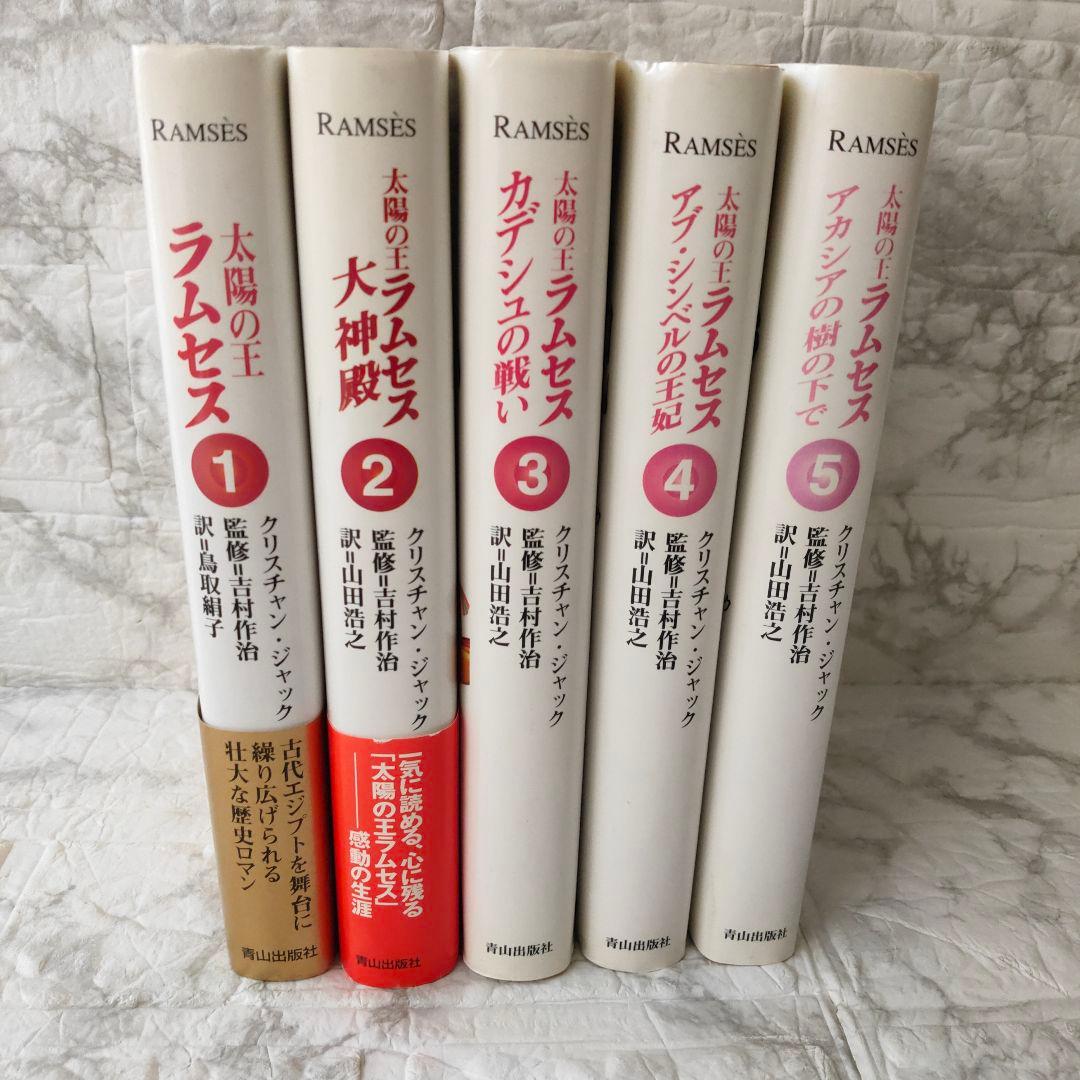 RAMSÈS
太陽の王
ラムセス
1
クリスチャン・ジャック
監修=吉村作治
訳=鳥取絹子
古代エジプトを舞台に
繰り広げられる
壮大な歴史ロマン
青山出版社
RAMSÈS
太陽の王ラムセス
大神殿
2
クリスチャン・ジャック
監修=吉村作治
訳=山田浩之
一気に読める、心に残る
「太陽の王ラムセス」
──感動の生涯
青山出版社
RAMSÈS
太陽の王ラムセス
カデシュの戦い
3
クリスチャン・ジャック
監修=吉村作治
訳=山田浩之
青山出版社
RAMSÈS
太陽の王ラムセス
アブ・シンベルの王妃
4
クリスチャン・ジャック
監修=吉村作治
訳=山田浩之
青山出版社
RAMSÈS
太陽の王ラムセス
アカシアの樹の下で
5
クリスチャン・ジャック
監修=吉村作治
訳=山田浩之
青山出版社